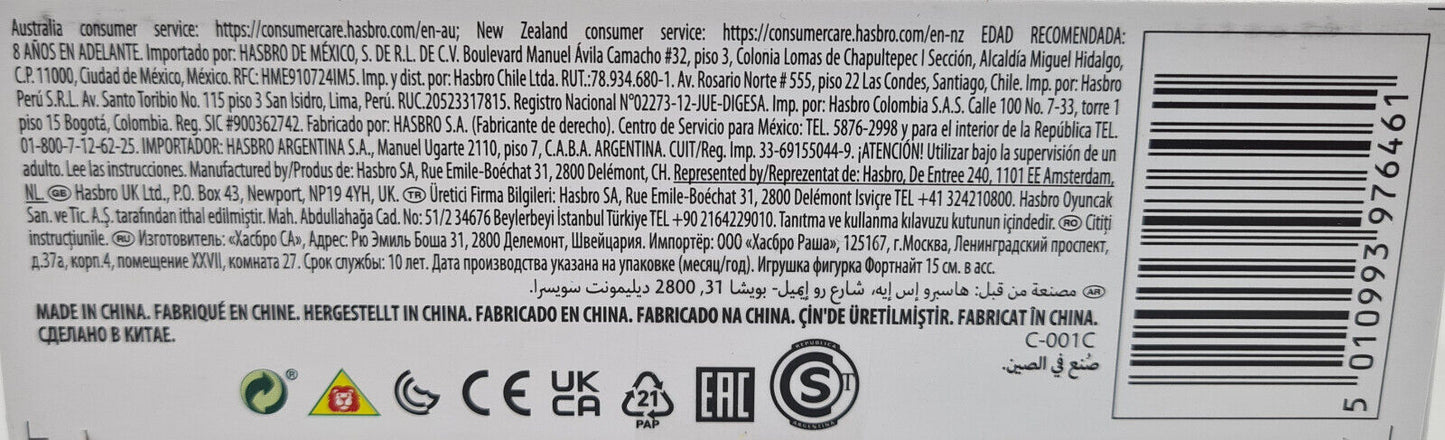 Australia consumer service: https://consumercare.hasbro.com/en-au; New Zealand consumer service: https://consumercare.hasbro.com/en-nz EDAD RECOMENDADA:
8 AÑOS EN ADELANTE. Importado por: HASBRO DE MÉXICO, S. DE R.L. DE C.V. Boulevard Manuel Ávila Camacho #32, piso 3, Colonia Lomas de Chapultepec I Sección, Alcaldía Miguel Hidalgo,
C.P. 11000, Ciudad de México, México. RFC: HME910724IM5. Imp. y dist. por: Hasbro Chile Ltda. RUT.:78.934.680-1. Av. Rosario Norte # 555, piso 22 Las Condes, Santiago, Chile. Imp. por: Hasbro
Perú S.R.L. Av. Santo Toribio No. 115 piso 3 San Isidro, Lima, Perú. RUC.20523317815. Registro Nacional N°02273-12-JUE-DIGESA. Imp. por: Hasbro Colombia S.A.S. Calle 100 No. 7-33, torre 1
piso 15 Bogotá, Colombia. Reg. SIC #900362742. Fabricado por: HASBRO S.A. (Fabricante de derecho). Centro de Servicio para México: TEL. 5876-2998 y para el interior de la República TEL.
01-800-7-12-62-25. IMPORTADOR: HASBRO ARGENTINA S.A., Manuel Ugarte 2110, piso 7, C.A.B.A. ARGENTINA. CUIT/Reg. Imp. 33-69155044-9. ¡ATENCIÓN! Utilizar bajo la supervisión de un
adulto. Lee las instrucciones. Manufactured by/Produs de: Hasbro SA, Rue Emile-Boéchat 31, 2800 Delémont, CH. Represented by/Reprezentat de: Hasbro, De Entree 240, 1101 EE Amsterdam,
NL. GB Hasbro UK Ltd., P.O. Box 43, Newport, NP19 4YH, UK. TR Üretici Firma Bilgileri: Hasbro SA, Rue Emile-Boéchat 31, 2800 Delémont İsviçre TEL +41 324210800. Hasbro Oyuncak
San. ve Tic. A.Ş. tarafından ithal edilmiştir. Mah. Abdullahağa Cad. No: 51/2 34676 Beylerbeyi İstanbul Türkiye TEL +90 2164229010. Tanıtma ve kullanma kılavuzu kutunun içindedir. RO Citiți
instrucțiunile. RU Изготовитель: «Хасбро СА», Адрес: Рю Эмиль Боша 31, 2800 Делемонт, Швейцария. Импортёр: ООО «Хасбро Раша», 125167, г.Москва, Ленинградский проспект,
д.37а, корп.4, помещение XXVII, комната 27. Срок службы: 10 лет. Дата производства указана на упаковке (месяц/год). Игрушка фигурка Фортнайт 15 см. в асс.
AR مصنعة من قبل: هاسبرو إس إيه، شارع رو إيميل- بويشا 31, 2800 ديليمونت سويسرا.
MADE IN CHINA. FABRIQUÉ EN CHINE. HERGESTELLT IN CHINA. FABRICADO EN CHINA. FABRICADO NA CHINA. ÇİN'DE ÜRETİLMİŞTİR. FABRICAT ÎN CHINA.
СДЕЛАНО В КИТАЕ.
C-001C
صُنع في الصين.
®
CE
UK
CA
21
PAP
EAC
REPUBLICA
S T
ARGENTINA
5 010993 976461